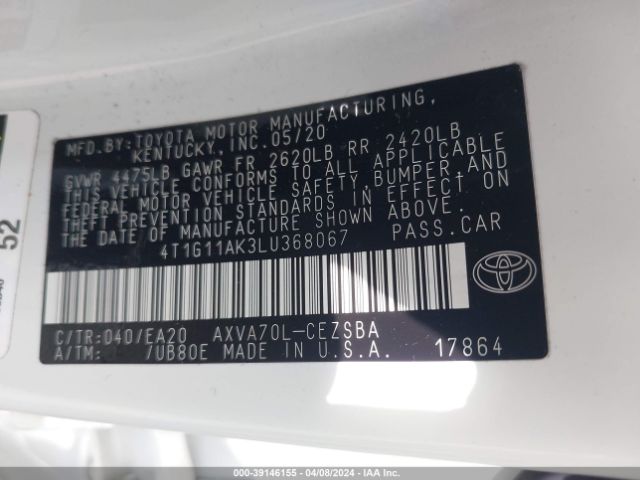 MFD.BY:TOYOTA MOTOR MANUFACTURING,
KENTUCKY,INC.05/20
GVWR 4475LB GAWR FR 2620LB RR 2420LB
THIS VEHICLE CONFORMS TO ALL APPLICABLE
FEDERAL MOTOR VEHICLE SAFETY,BUMPER,AND
THEFT PREVENTION STANDARDS IN EFFECT ON
THE DATE OF MANUFACTURE SHOWN ABOVE.
4T1G11AK3LU368067 PASS.CAR
C/TR:040/EA20 AXVA70L-CEZSBA
A/TM: /UB80E MADE IN U.S.A. 17864
52
000-39146155 - 04/08/2024 - IAA Inc.